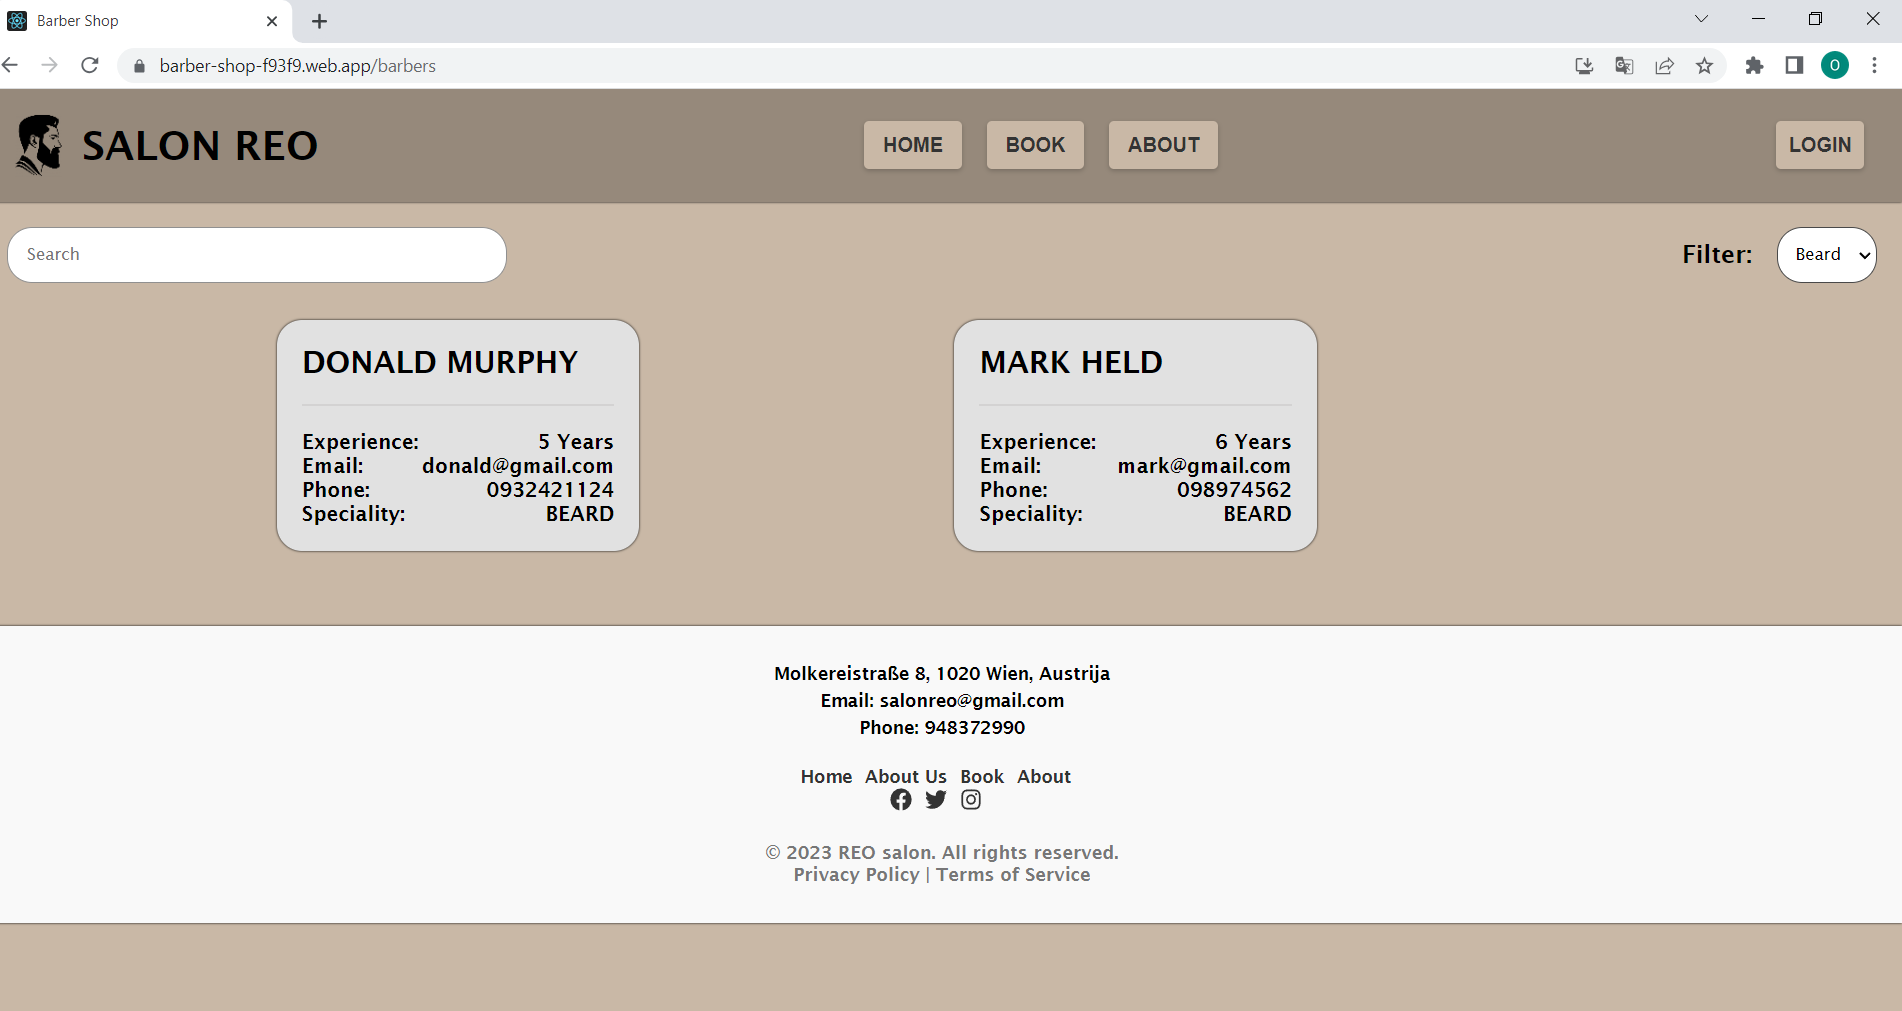 Barber Shop
barber-shop-f93f9.web.app/barbers
O
SALON REO
HOME
BOOK
ABOUT
LOGIN
Search
Filter:
Beard
DONALD MURPHY
Experience: 5 Years
Email: donald@gmail.com
Phone: 0932421124
Speciality: BEARD
MARK HELD
Experience: 6 Years
Email: mark@gmail.com
Phone: 098974562
Speciality: BEARD
Molkereistraße 8, 1020 Wien, Austrija
Email: salonreo@gmail.com
Phone: 948372990
Home About Us Book About
© 2023 REO salon. All rights reserved.
Privacy Policy | Terms of Service